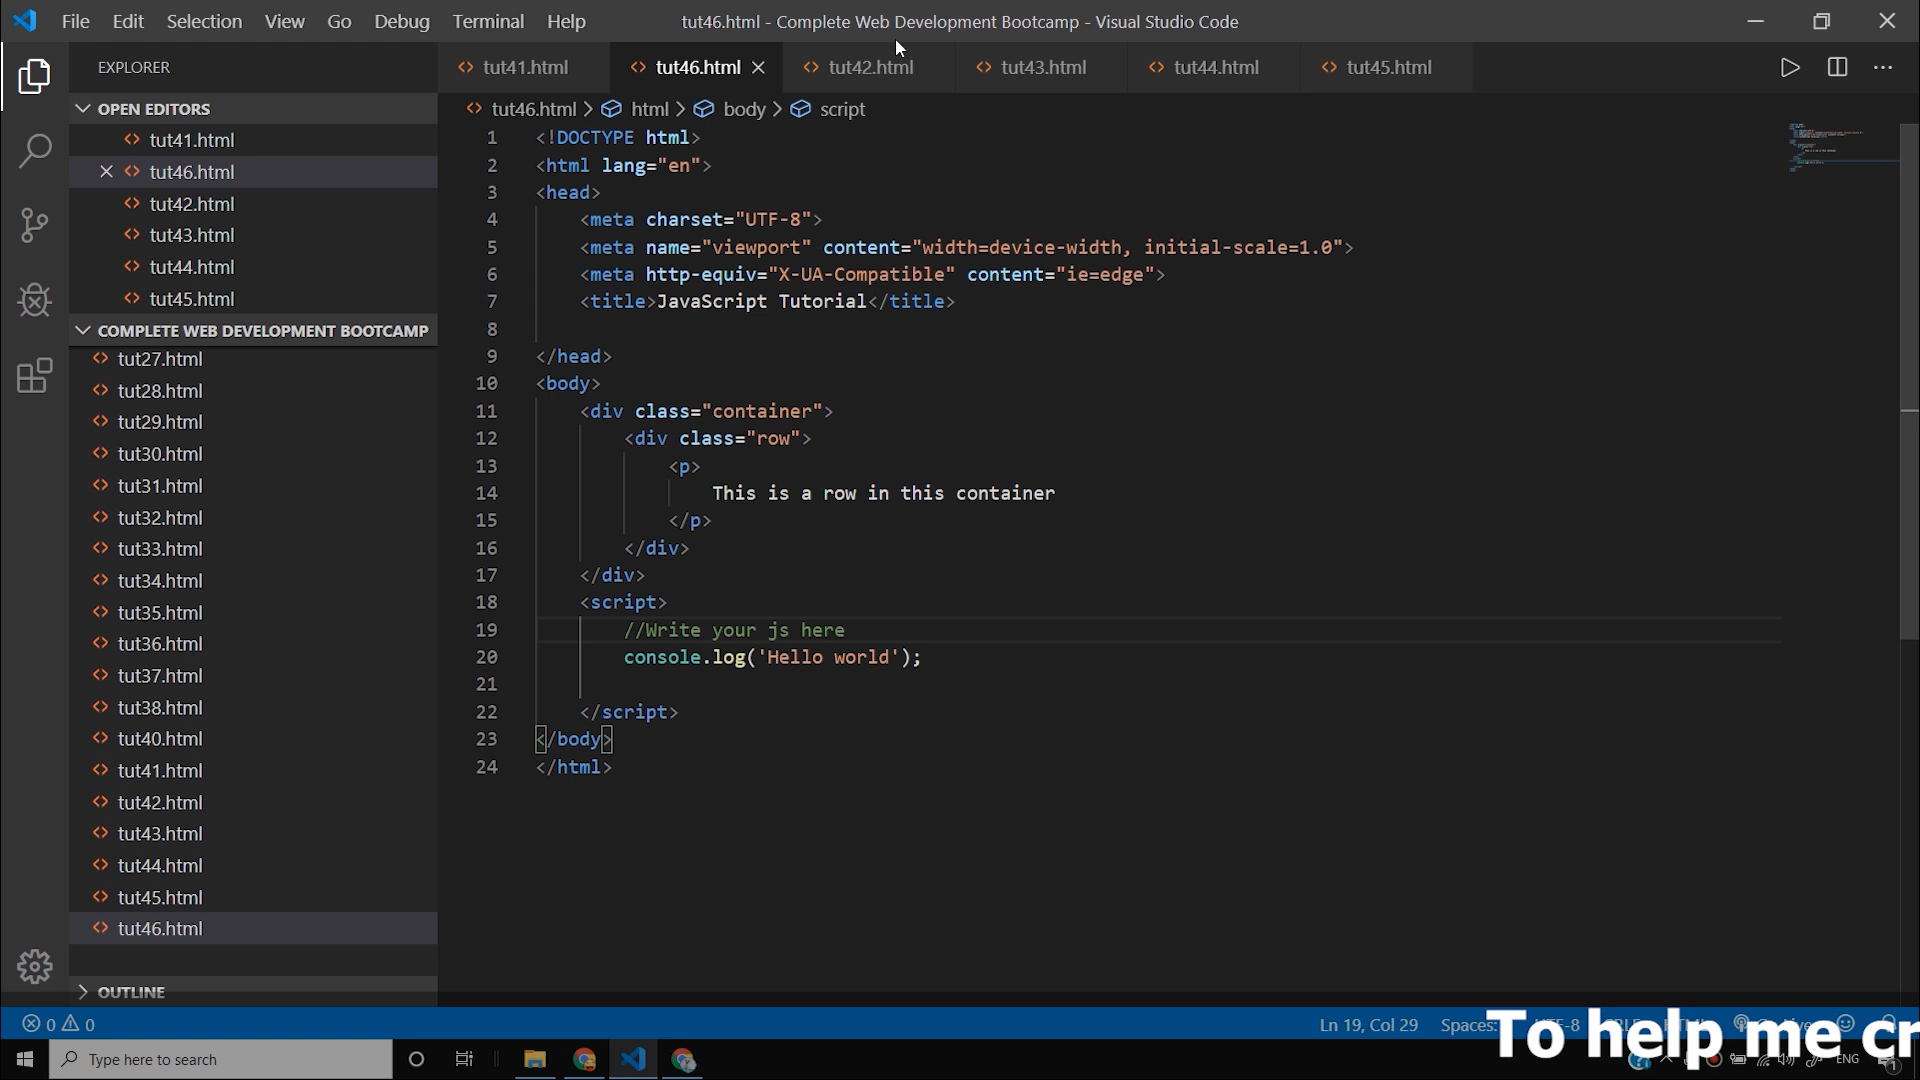 File Edit Selection View Go Debug Terminal Help
tut46.html - Complete Web Development Bootcamp - Visual Studio Code
EXPLORER
OPEN EDITORS
tut41.html
tut46.html
tut42.html
tut43.html
tut44.html
tut45.html
COMPLETE WEB DEVELOPMENT BOOTCAMP
tut27.html
tut28.html
tut29.html
tut30.html
tut31.html
tut32.html
tut33.html
tut34.html
tut35.html
tut36.html
tut37.html
tut38.html
tut40.html
tut41.html
tut42.html
tut43.html
tut44.html
tut45.html
tut46.html
OUTLINE
tut41.html tut46.html tut42.html tut43.html tut44.html tut45.html
tut46.html > html > body > script
1 <!DOCTYPE html>
2 <html lang="en">
3 <head>
4 <meta charset="UTF-8">
5 <meta name="viewport" content="width=device-width, initial-scale=1.0">
6 <meta http-equiv="X-UA-Compatible" content="ie=edge">
7 <title>JavaScript Tutorial</title>
8
9 </head>
10 <body>
11 <div class="container">
12 <div class="row">
13 <p>
14 This is a row in this container
15 </p>
16 </div>
17 </div>
18 <script>
19 //Write your js here
20 console.log('Hello world');
21
22 </script>
23 </body>
24 </html>
0 0
Ln 19, Col 29 Spaces:
To help me cr
Type here to search
ENG
1